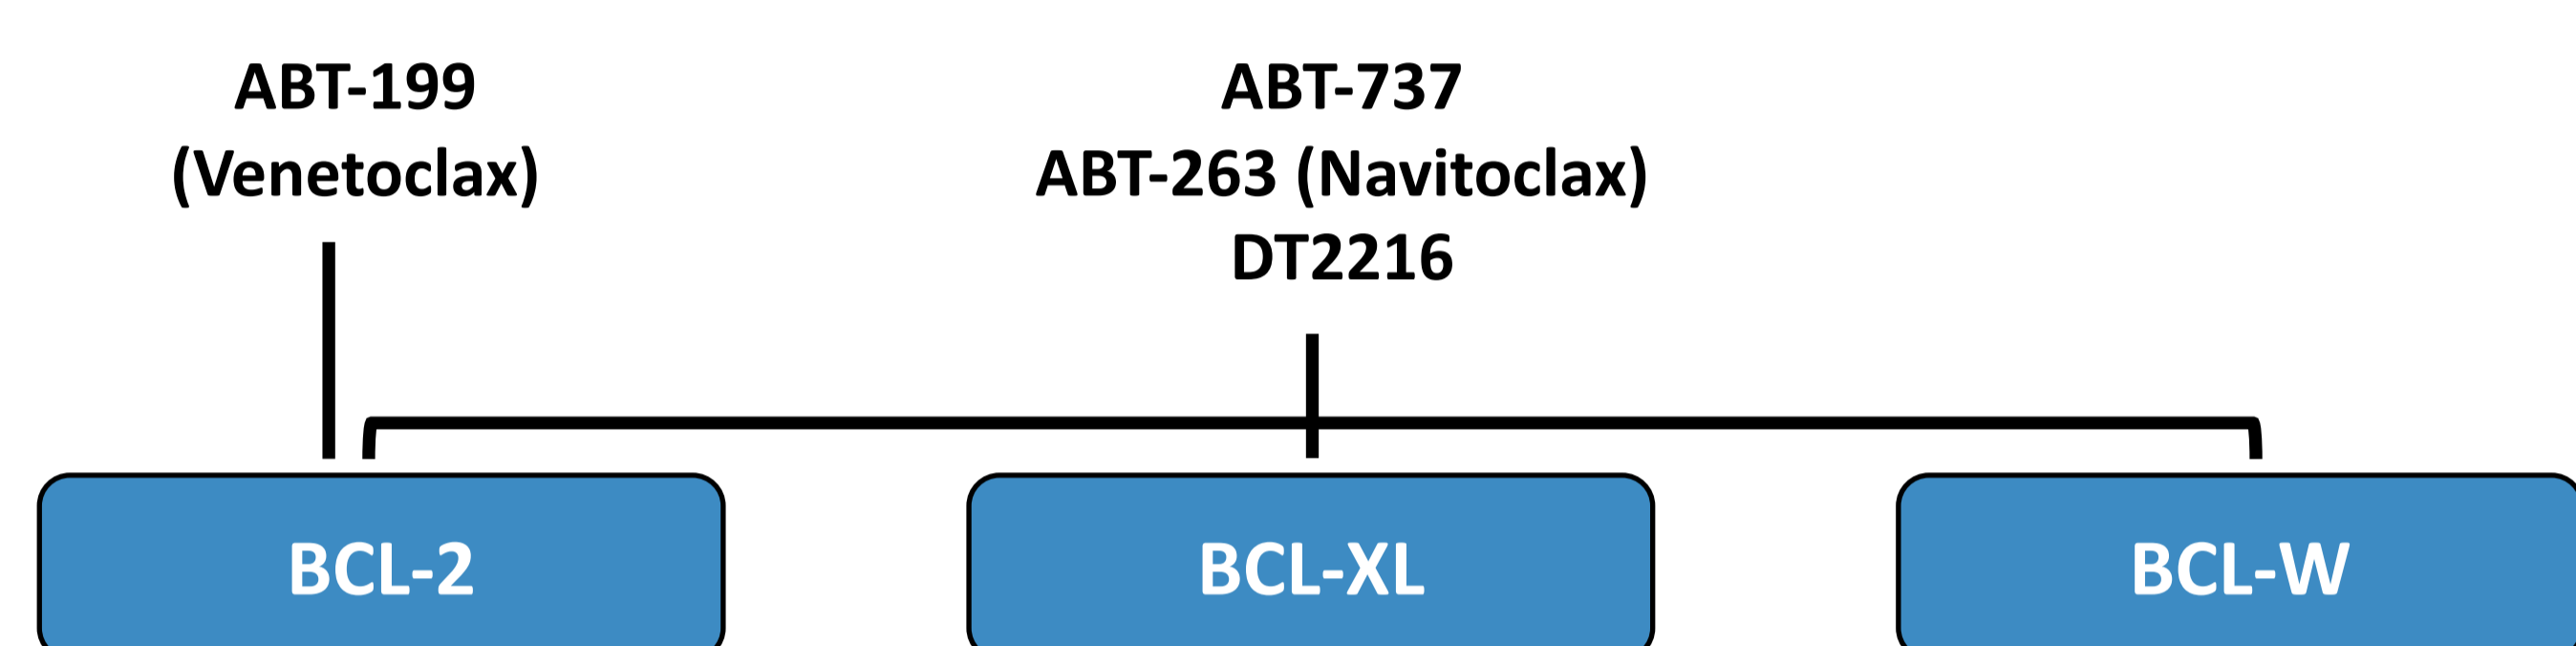 ABT-199
(Venetoclax)
ABT-737
ABT-263 (Navitoclax)
DT2216
BCL-2
BCL-XL
BCL-W